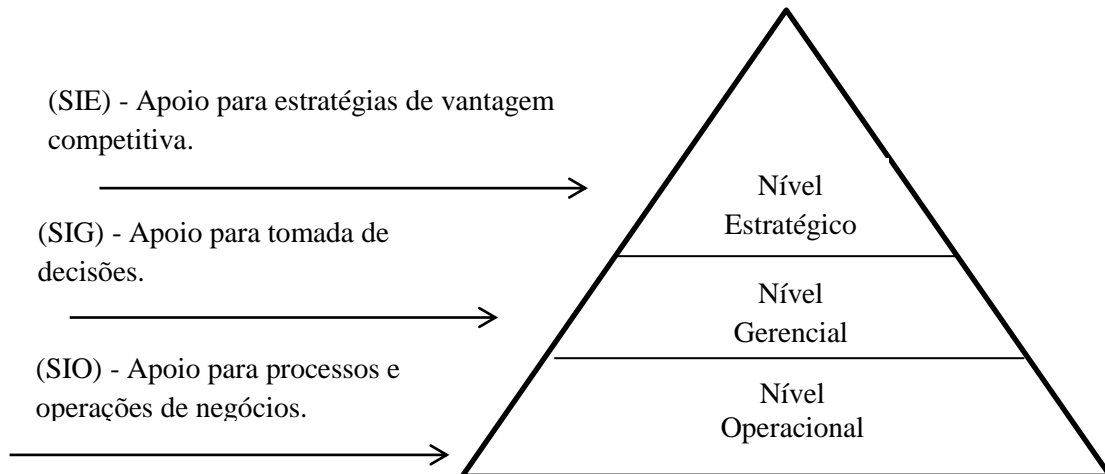 (SIE) - Apoio para estratégias de vantagem
competitiva.
Nível
Estratégico
(SIG) - Apoio para tomada de
decisões.
Nível
Gerencial
(SIO) - Apoio para processos e
operações de negócios.
Nível
Operacional